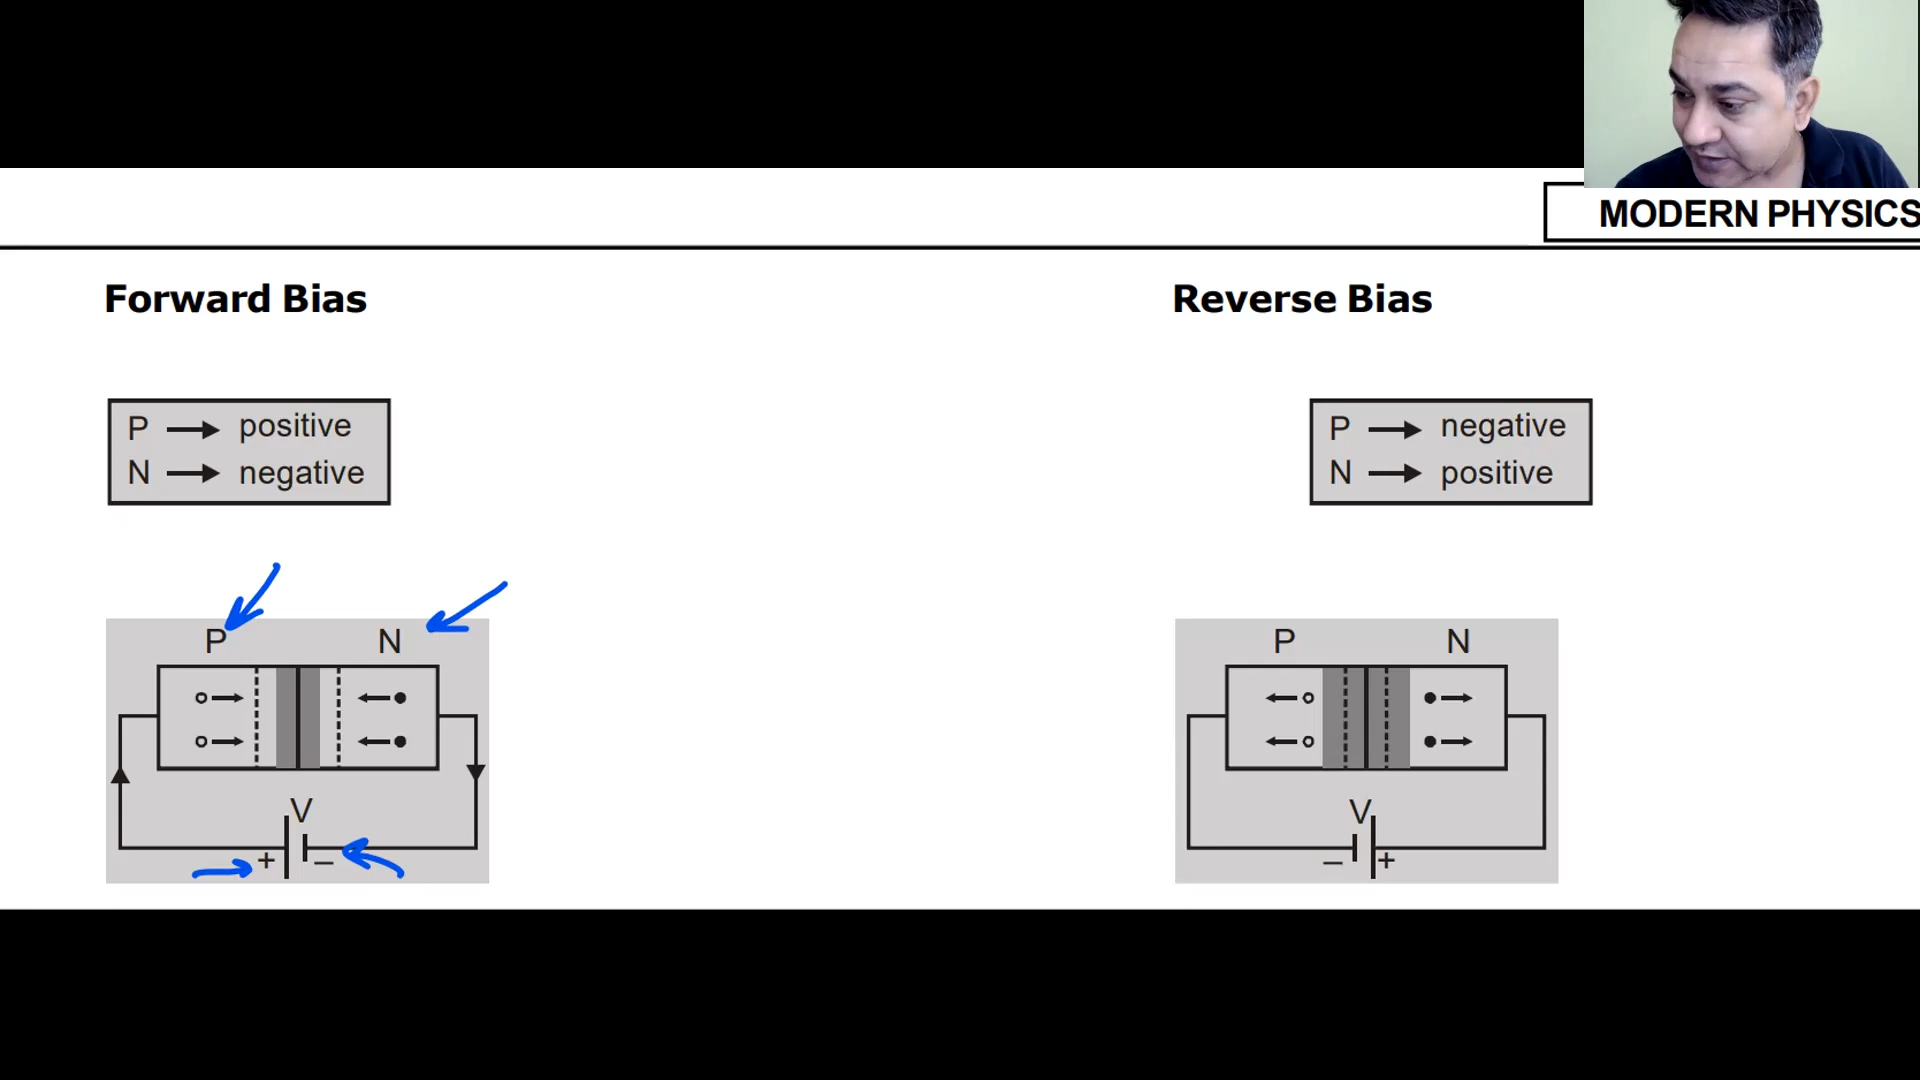 MODERN PHYSICS
Forward Bias
P → positive
N → negative
P N
V
+ –
Reverse Bias
P → negative
N → positive
P N
V
– +